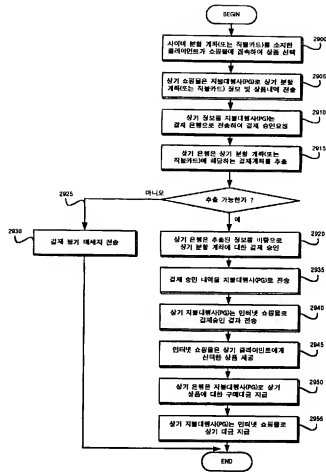 BEGIN
2900
사이버 분할 계좌(또는 직불카드)를 소지한
클라이언트가 쇼핑몰에 접속하여 상품 선택
2905
상기 쇼핑몰은 지불대행사(PG)로 상기 분할
계좌(또는 직불카드) 정보 및 상품내역 전송
2910
상기 정보를 지불대행사(PG)는
결제 은행으로 전송하여 결제 승인요청
2915
상기 은행은 상기 분할 계좌(또는
직불카드)에 해당하는 결제계좌를 추출
2925
아니오
추출 가능한가 ?
예
2930
결제 불가 메세지 전송
2920
상기 은행은 추출된 정보를 바탕으로
상기 분할 계좌에 대한 결제 승인
2935
결제 승인 내역을 지불대행사(PG)로 전송
2940
상기 지불대행사(PG)는 인터넷 쇼핑몰로
결제승인 결과 전송
2945
인터넷 쇼핑몰은 상기 클라이언트에게
선택한 상품 제공
2950
상기 은행은 지불대행사(PG)로 상기
상품에 대한 구매대금 지급
2955
상기 지불대행사(PG)는 인터넷 쇼핑몰로
상기 대금 지급
END